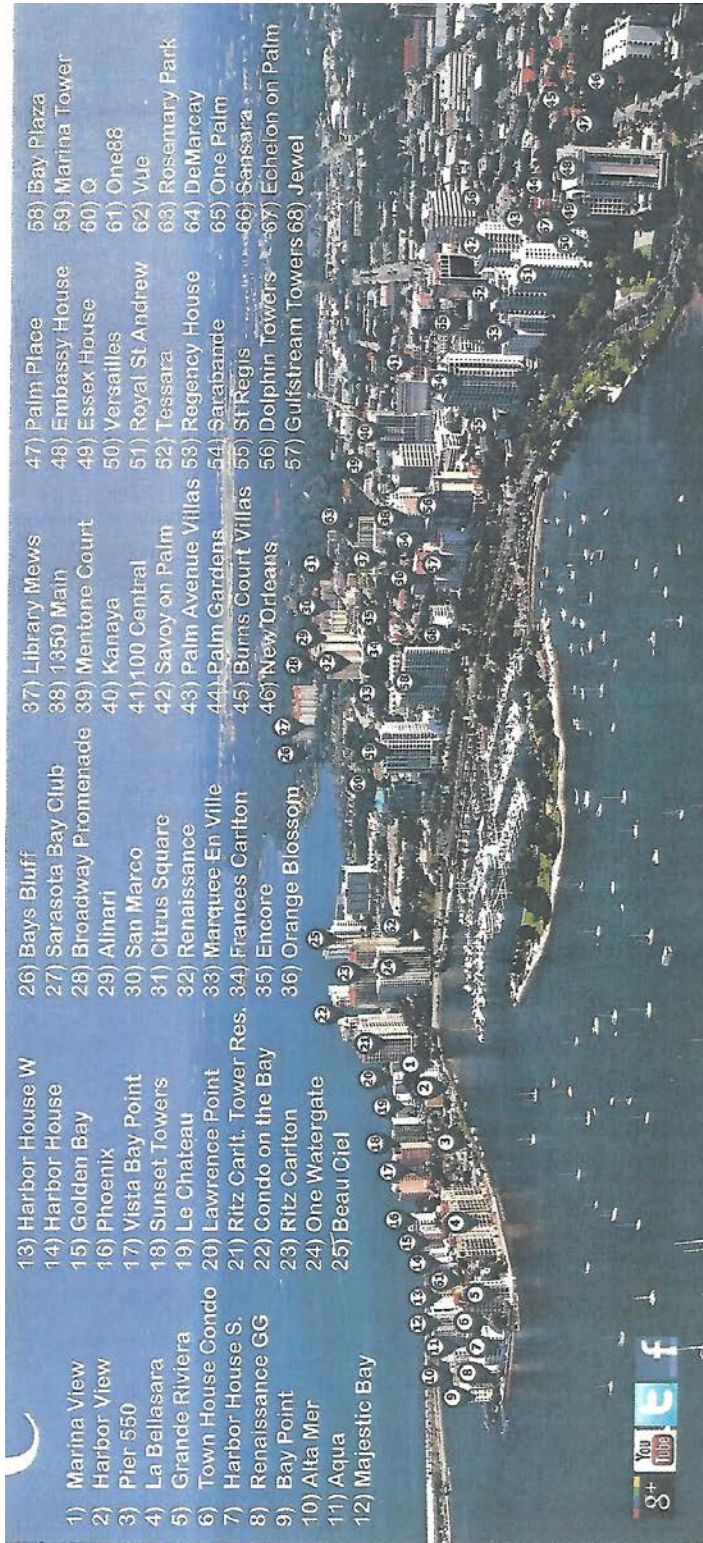 1) Marina View
2) Harbor View
3) Pier 550
4) La Bellasara
5) Grande Riviera
6) Town House Condo
7) Harbor House S.
8) Renaissance GG
9) Bay Point
10) Alta Mer
11) Aqua
12) Majestic Bay
13) Harbor House W
14) Harbor House
15) Golden Bay
16) Phoenix
17) Vista Bay Point
18) Sunset Towers
19) Le Chateau
20) Lawrence Point
21) Ritz Carlt. Tower Res.
22) Condo on the Bay
23) Ritz Carlton
24) One Watergate
25) Beau Ciel
26) Bays Bluff
27) Sarasota Bay Club
28) Broadway Promenade
29) Alinari
30) San Marco
31) Citrus Square
32) Renaissance
33) Marquee En Ville
34) Frances Carlton
35) Encore
36) Orange Blossom
37) Library Mews
38) 1350 Main
39) Mentone Court
40) Kanaya
41) 100 Central
42) Savoy on Palm
43) Palm Avenue Villas
44) Palm Gardens
45) Burns Court Villas
46) New Orleans
47) Palm Place
48) Embassy House
49) Essex House
50) Versailles
51) Royal St Andrew
52) Tessara
53) Regency House
54) Sarabande
55) St Regis
56) Dolphin Towers
57) Gulfstream Towers
58) Bay Plaza
59) Marina Tower
60) Q
61) One88
62) Vue
63) Rosemary Park
64) DeMarcay
65) One Palm
66) Sansara
67) Echelon on Palm
68) Jewel
g+ You Tube t f